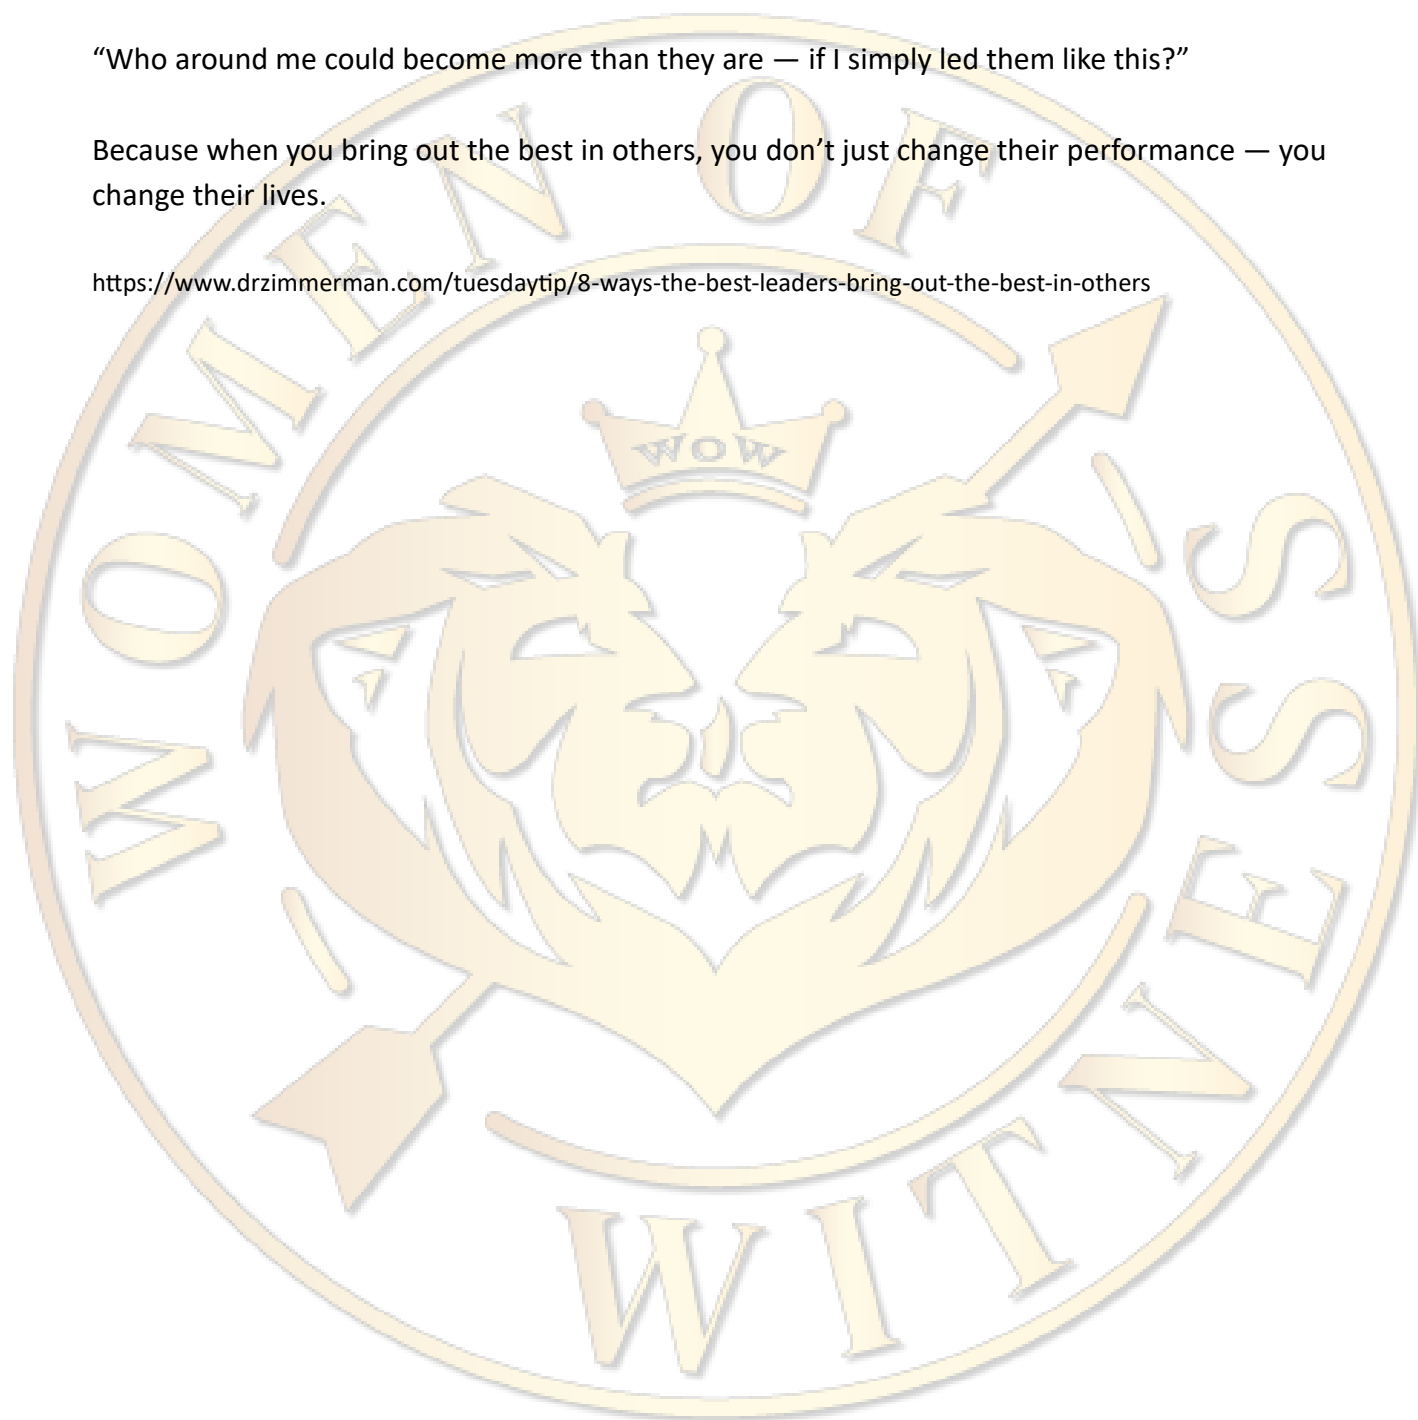 “Who around me could become more than they are — if I simply led them like this?”
Because when you bring out the best in others, you don’t just change their performance — you
change their lives.
https://www.drzimmerman.com/tuesdaytip/8-ways-the-best-leaders-bring-out-the-best-in-others
WOMEN OF
WOW
WITNESS